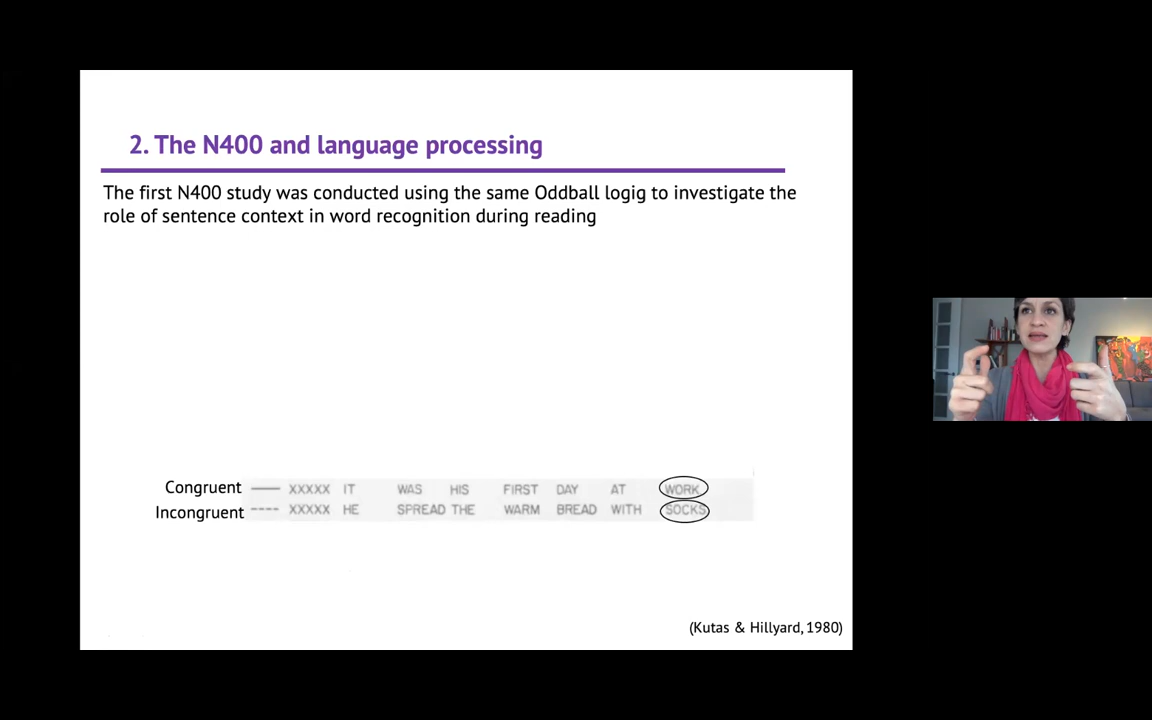 2. The N400 and language processing
The first N400 study was conducted using the same Oddball logig to investigate the
role of sentence context in word recognition during reading
Congruent XXXXX IT WAS HIS FIRST DAY AT WORK
Incongruent XXXXX HE SPREAD THE WARM BREAD WITH SOCKS
(Kutas & Hillyard, 1980)